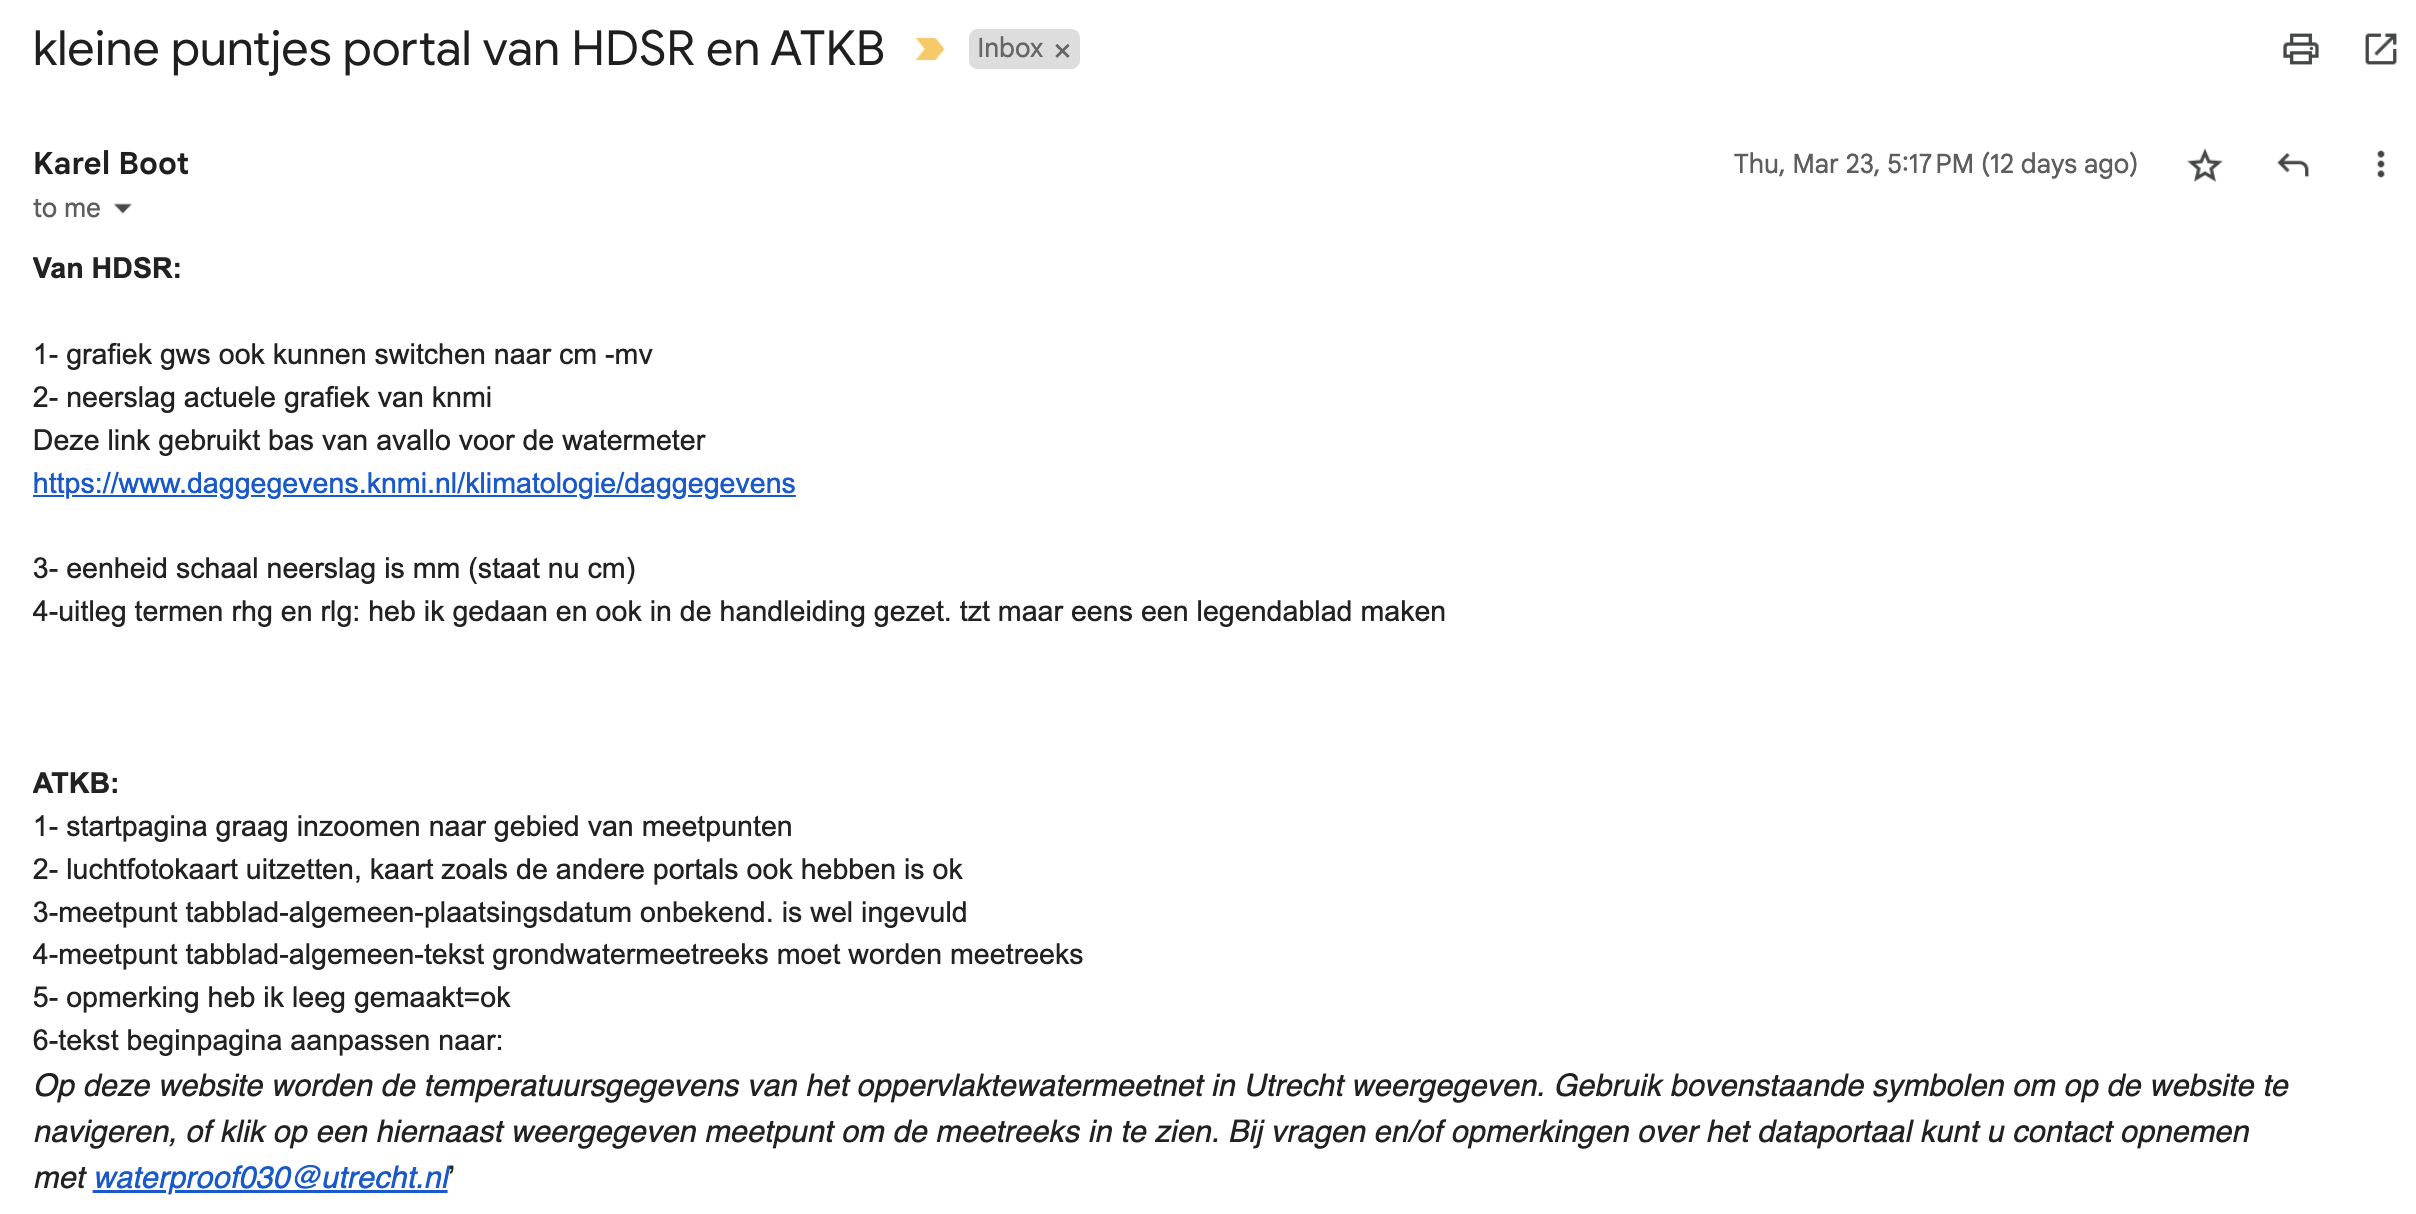 kleine puntjes portal van HDSR en ATKB Inbox ×
Karel Boot
Thu, Mar 23, 5:17 PM (12 days ago)
to me
Van HDSR:
1- grafiek gws ook kunnen switchen naar cm -mv
2- neerslag actuele grafiek van knmi
Deze link gebruikt bas van avallo voor de watermeter
https://www.daggegevens.knmi.nl/klimatologie/daggegevens
3- eenheid schaal neerslag is mm (staat nu cm)
4-uitleg termen rhg en rlg: heb ik gedaan en ook in de handleiding gezet. tzt maar eens een legendablad maken
ATKB:
1- startpagina graag inzoomen naar gebied van meetpunten
2- luchtfotokaart uitzetten, kaart zoals de andere portals ook hebben is ok
3-meetpunt tabblad-algemeen-plaatsingsdatum onbekend. is wel ingevuld
4-meetpunt tabblad-algemeen-tekst grondwatermeetreeks moet worden meetreeks
5- opmerking heb ik leeg gemaakt=ok
6-tekst beginpagina aanpassen naar:
Op deze website worden de temperatuursgegevens van het oppervlaktewatermeetnet in Utrecht weergegeven. Gebruik bovenstaande symbolen om op de website te
navigeren, of klik op een hiernaast weergegeven meetpunt om de meetreeks in te zien. Bij vragen en/of opmerkingen over het dataportaal kunt u contact opnemen
met waterproof030@utrecht.nl'